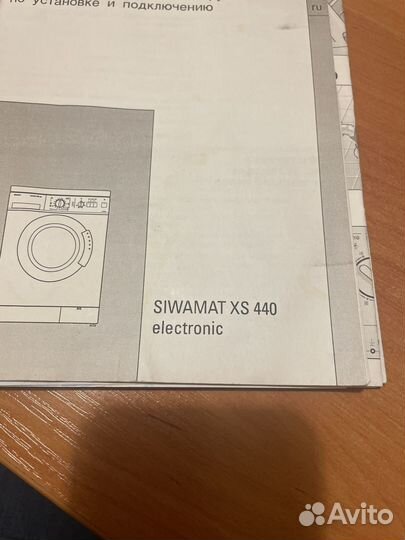 по установке и подключению
ru
SIWAMAT XS 440
electronic
Avito